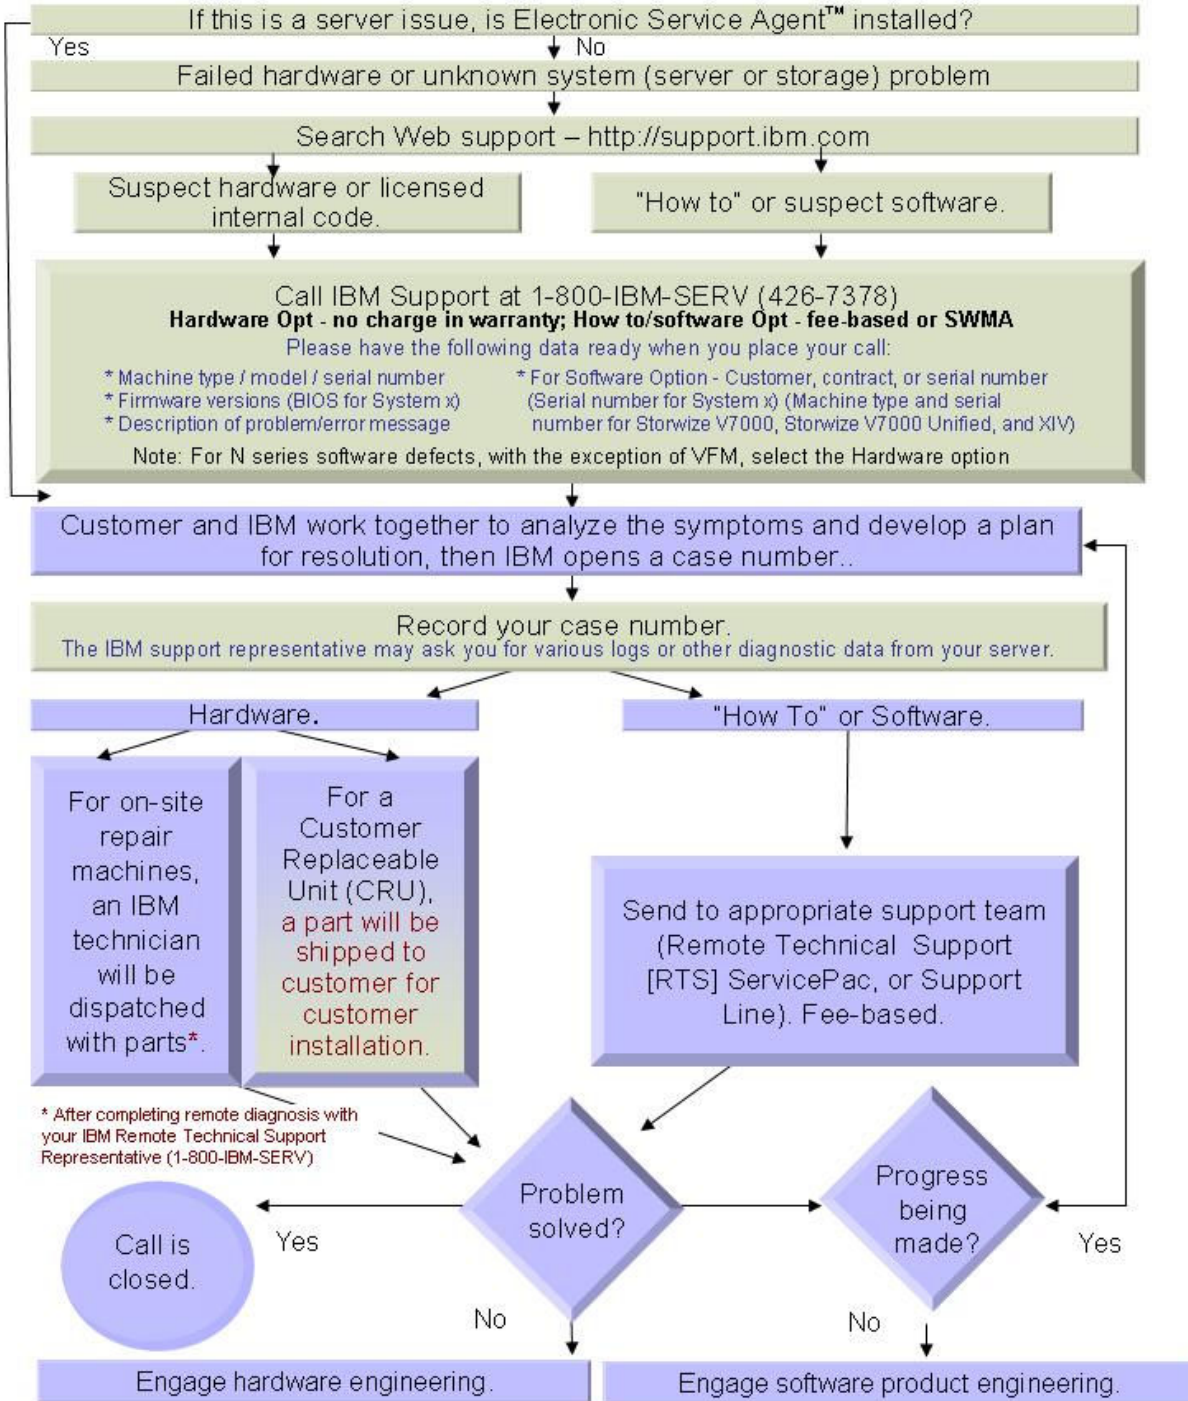 If this is a server issue, is Electronic Service Agent™ installed?
Yes
No
Failed hardware or unknown system (server or storage) problem
Search Web support – http://support.ibm.com
Suspect hardware or licensed
internal code.
"How to" or suspect software.
Call IBM Support at 1-800-IBM-SERV (426-7378)
Hardware Opt - no charge in warranty; How to/software Opt - fee-based or SWMA
Please have the following data ready when you place your call:
* Machine type / model / serial number
* Firmware versions (BIOS for System x)
* Description of problem/error message
* For Software Option - Customer, contract, or serial number
(Serial number for System x) (Machine type and serial
number for Storwize V7000, Storwize V7000 Unified, and XIV)
Note: For N series software defects, with the exception of VFM, select the Hardware option
Customer and IBM work together to analyze the symptoms and develop a plan
for resolution, then IBM opens a case number..
Record your case number.
The IBM support representative may ask you for various logs or other diagnostic data from your server.
Hardware.
"How To" or Software.
For on-site
repair
machines,
an IBM
technician
will be
dispatched
with parts*.
For a
Customer
Replaceable
Unit (CRU),
a part will be
shipped to
customer for
customer
installation.
Send to appropriate support team
(Remote Technical Support
[RTS] ServicePac, or Support
Line). Fee-based.
* After completing remote diagnosis with
your IBM Remote Technical Support
Representative (1-800-IBM-SERV)
Call is
closed.
Yes
Problem
solved?
Progress
being
made?
Yes
No
No
Engage hardware engineering.
Engage software product engineering.